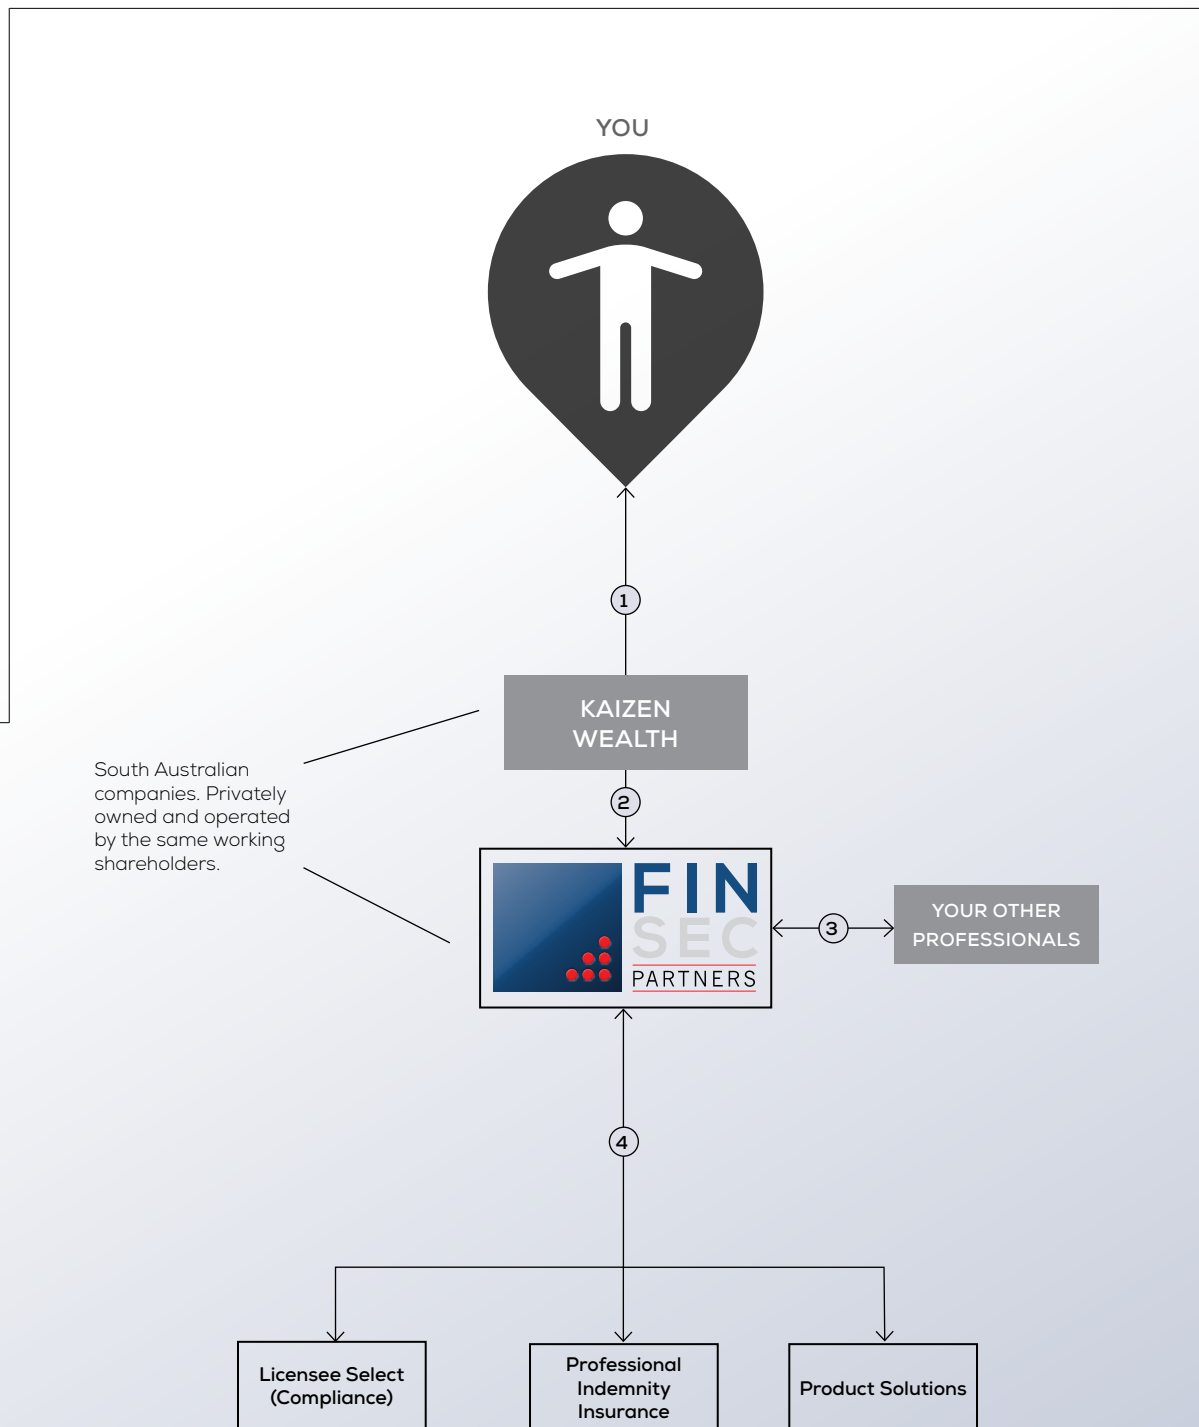 YOU
1
KAIZEN
WEALTH
South Australian
companies. Privately
owned and operated
by the same working
shareholders.
2
FIN
SEC
PARTNERS
3
YOUR OTHER
PROFESSIONALS
4
Licensee Select
(Compliance)
Professional
Indemnity
Insurance
Product Solutions